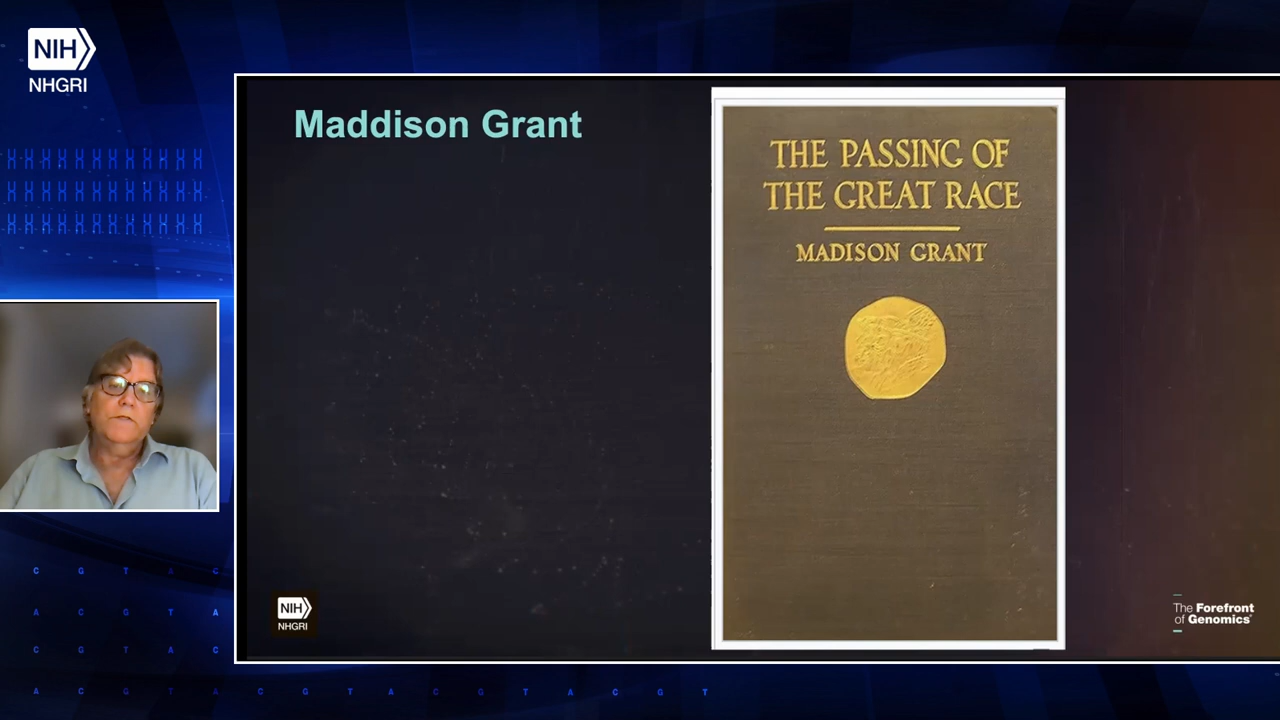 NIH
NHGRI
Maddison Grant
THE PASSING OF
THE GREAT RACE
MADISON GRANT
NIH
NHGRI
The Forefront
of Genomics®
C G T A C
A C G T A
C G T A C
A C G T A C G T A C G T A C G T